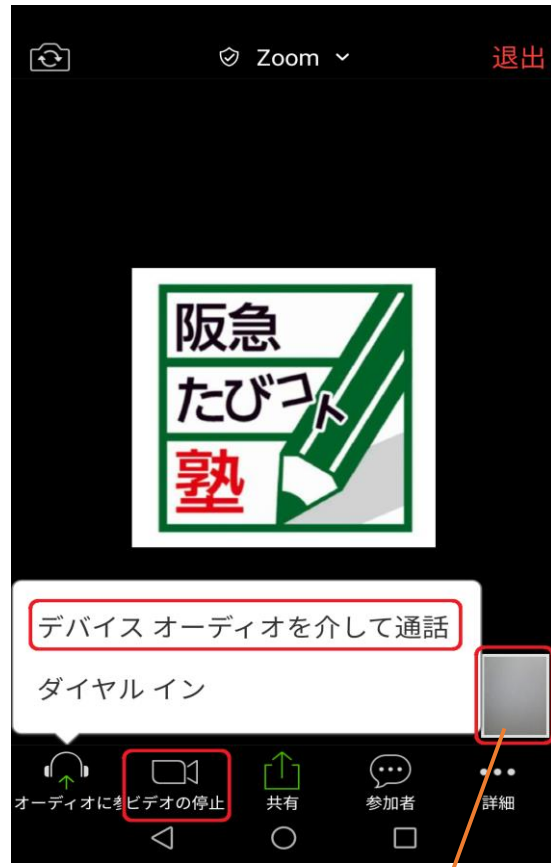 Zoom
退出
阪急
たびコト
塾
デバイス オーディオを介して通話
ダイヤル イン
オーディオに参
ビデオの停止
共有
参加者
詳細